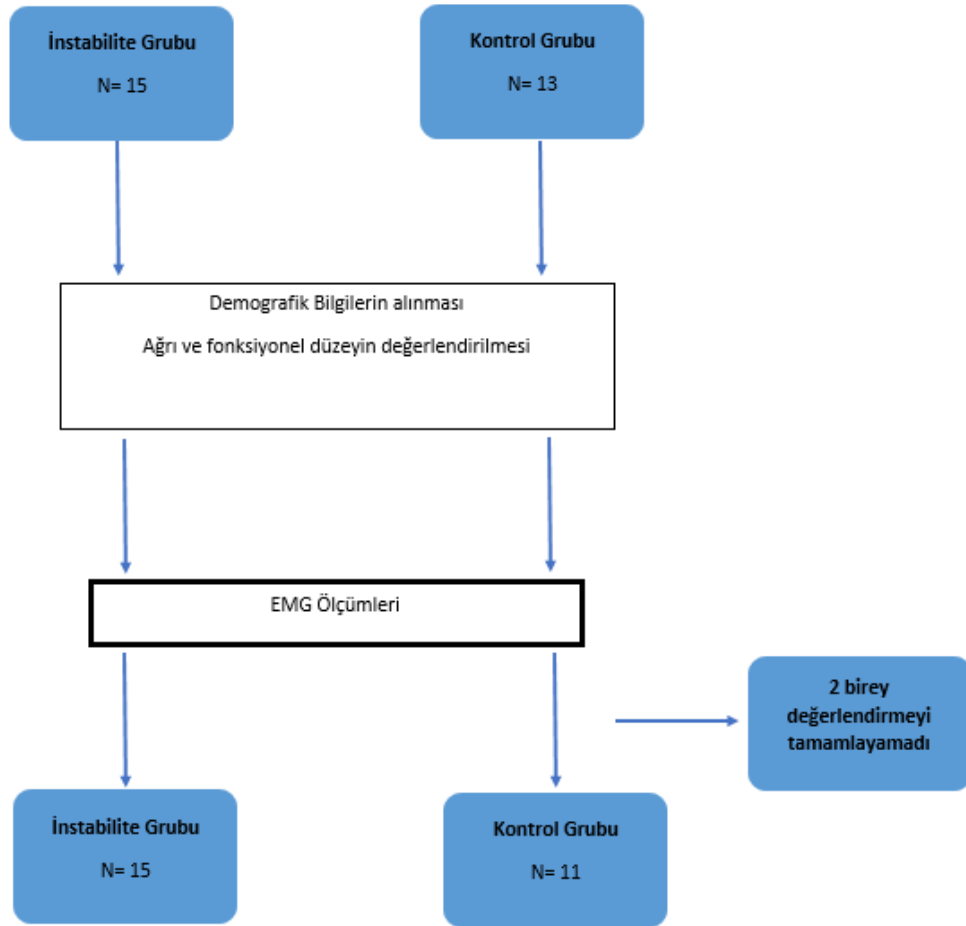 İnstabilite Grubu
N= 15
Kontrol Grubu
N= 13
Demografik Bilgilerin alınması
Ağrı ve fonksiyonel düzeyin değerlendirilmesi
EMG Ölçümleri
2 birey
değerlendirmeyi
tamamlayamadı
İnstabilite Grubu
N= 15
Kontrol Grubu
N= 11